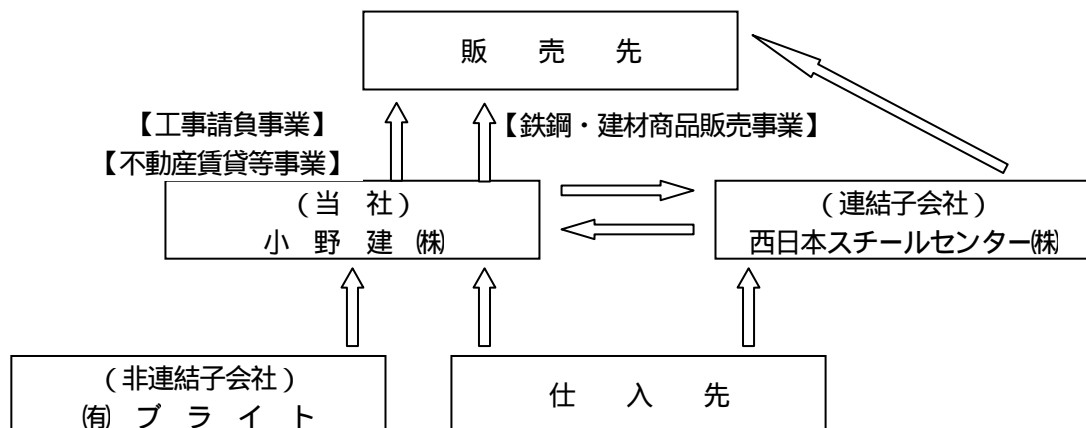 販 売 先
【工事請負事業】
【鉄鋼・建材商品販売事業】
【不動産賃貸等事業】
(当 社)
小 野 建 ㈱
(連結子会社)
西日本スチールセンター㈱
(非連結子会社)
㈲ ブ ラ イ ト
仕 入 先